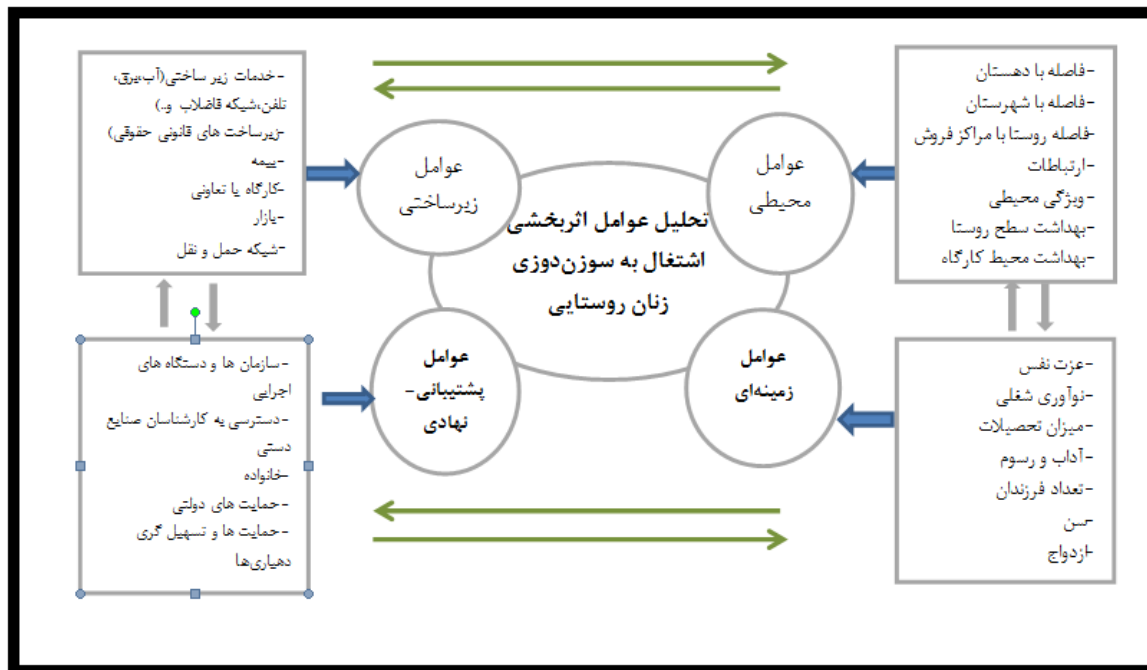 -فاصله با دهستان
-فاصله با شهرستان
-فاصله روستا با مراکز فروش
-ارتباطات
-ویژگی محیطی
-بهداشت سطح روستا
-بهداشت محیط کارگاه
عوامل
محیطی
عوامل
زیرساختی
-خدمات زیر ساختی(آب،برق،
تلفن،شبکه فاضلاب و..)
-زیرساخت های قانونی حقوقی)
-بیمه
-کارگاه یا تعاونی
-بازار
-شبکه حمل و نقل
تحلیل عوامل اثربخشی
اشتغال به سوزن‌دوزی
زنان روستایی
-عزت نفس
-نوآوری شغلی
-میزان تحصیلات
-آداب و رسوم
-تعداد فرزندان
-سن
-ازدواج
عوامل
زمینه‌ای
عوامل
پشتیبانی-
نهادی
-سازمان ها و دستگاه های
اجرایی
-دسترسی به کارشناسان صنایع
دستی
-خانواده
-حمایت های دولتی
-حمایت ها و تسهیل گری
دهیاری‌ها